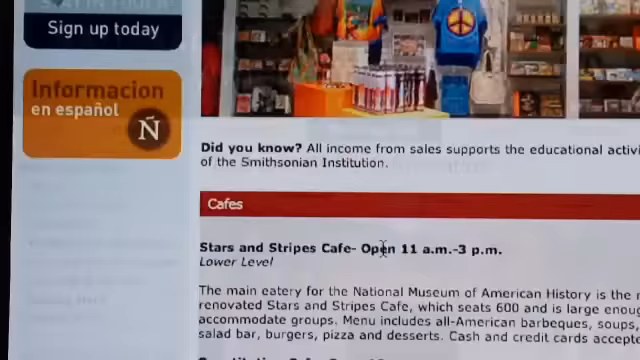 Sign up today
Informacion
en español
Ñ
Did you know? All income from sales supports the educational
of the Smithsonian Institution.
Cafes
Stars and Stripes Cafe- Open 11 a.m.-3 p.m.
Lower Level
The main eatery for the National Museum of American History is the
renovated Stars and Stripes Cafe, which seats 600 and is large
accommodate groups. Menu includes all-American barbeques, soups,
salad bar, burgers, pizza and desserts. Cash and credit cards